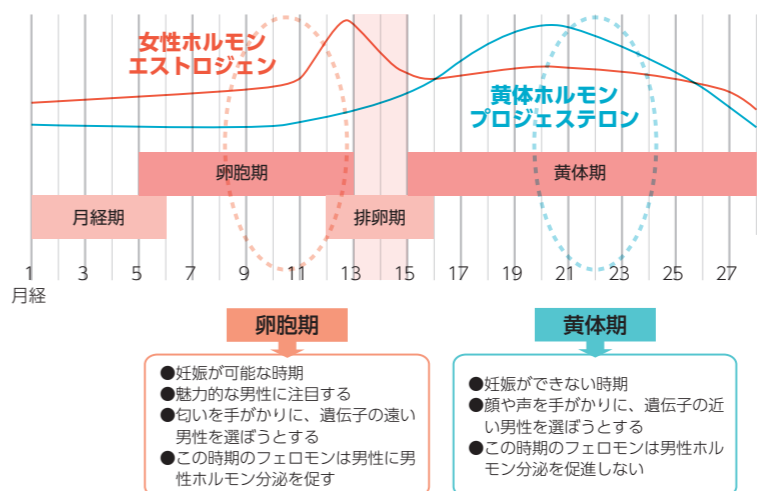 女性ホルモン
エストロジェン
黄体ホルモン
プロジェステロン
卵胞期
黄体期
月経期
排卵期
1 3 5 7 9 11 13 15 17 19 21 23 25 27
月経
卵胞期
●妊娠が可能な時期
●魅力的な男性に注目する
●匂いを手がかりに、遺伝子の遠い
男性を選ぼうとする
●この時期のフェロモンは男性に男
性ホルモン分泌を促す
黄体期
●妊娠ができない時期
●顔や声を手がかりに、遺伝子の近
い男性を選ぼうとする
●この時期のフェロモンは男性ホル
モン分泌を促進しない